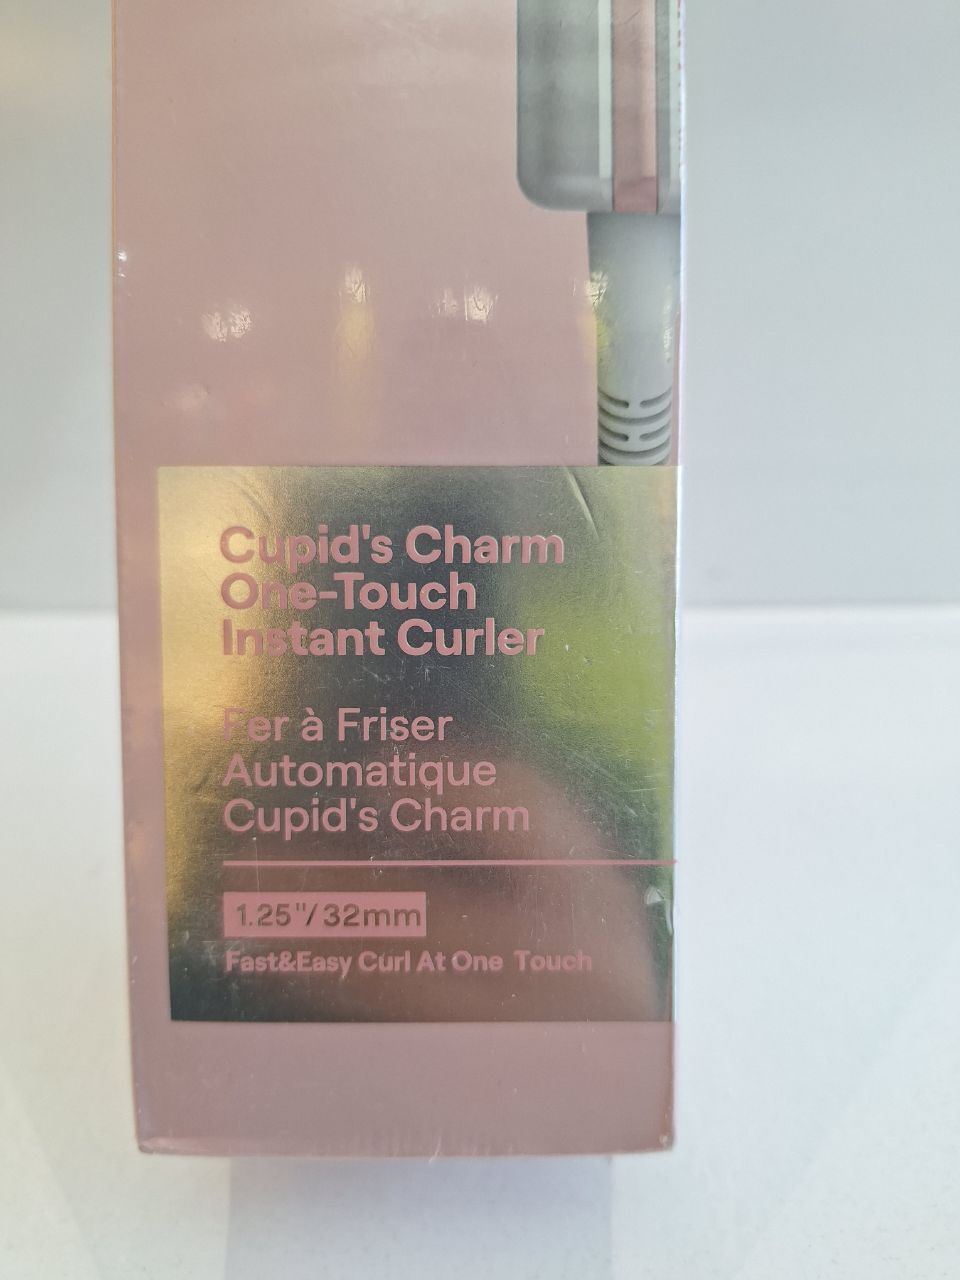 Cupid's Charm
One-Touch
Instant Curler
Fer à Friser
Automatique
Cupid's Charm
1.25"/32mm
Fast&Easy Curl At One Touch